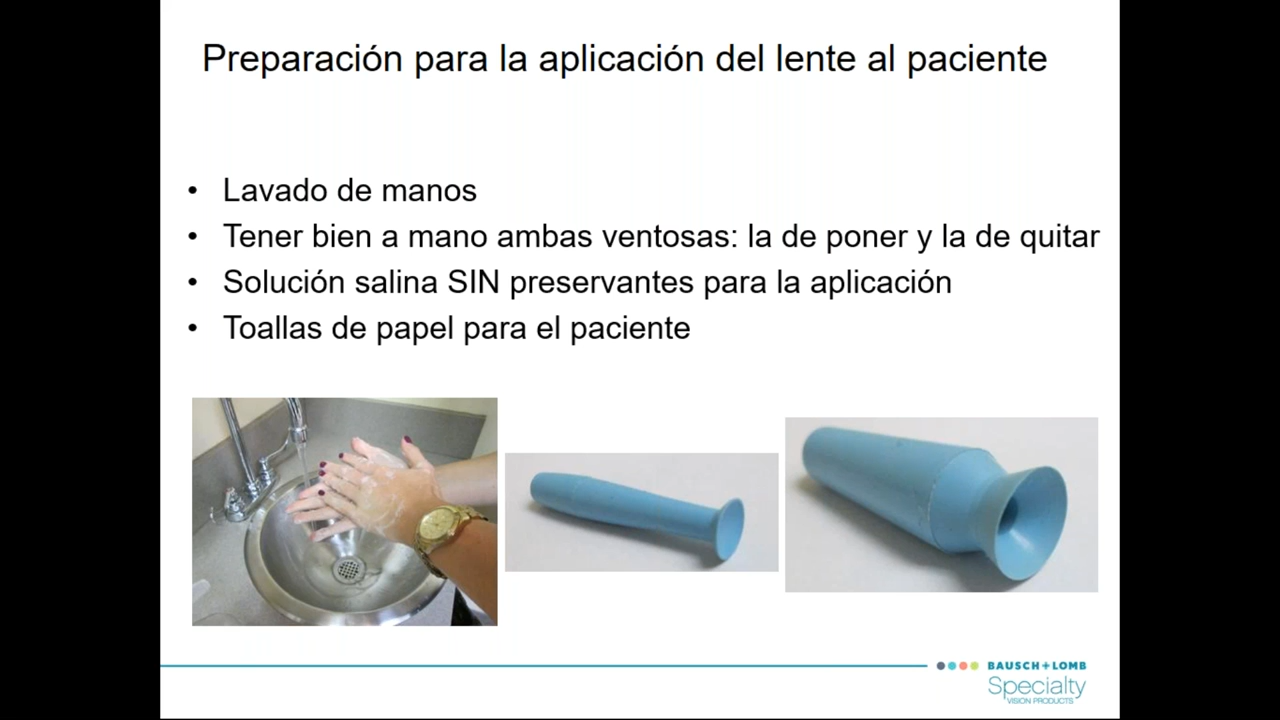 Preparación para la aplicación del lente al paciente
• Lavado de manos
• Tener bien a mano ambas ventosas: la de poner y la de quitar
• Solución salina SIN preservantes para la aplicación
• Toallas de papel para el paciente
BAUSCH+LOMB
Specialty
VISION PRODUCTS